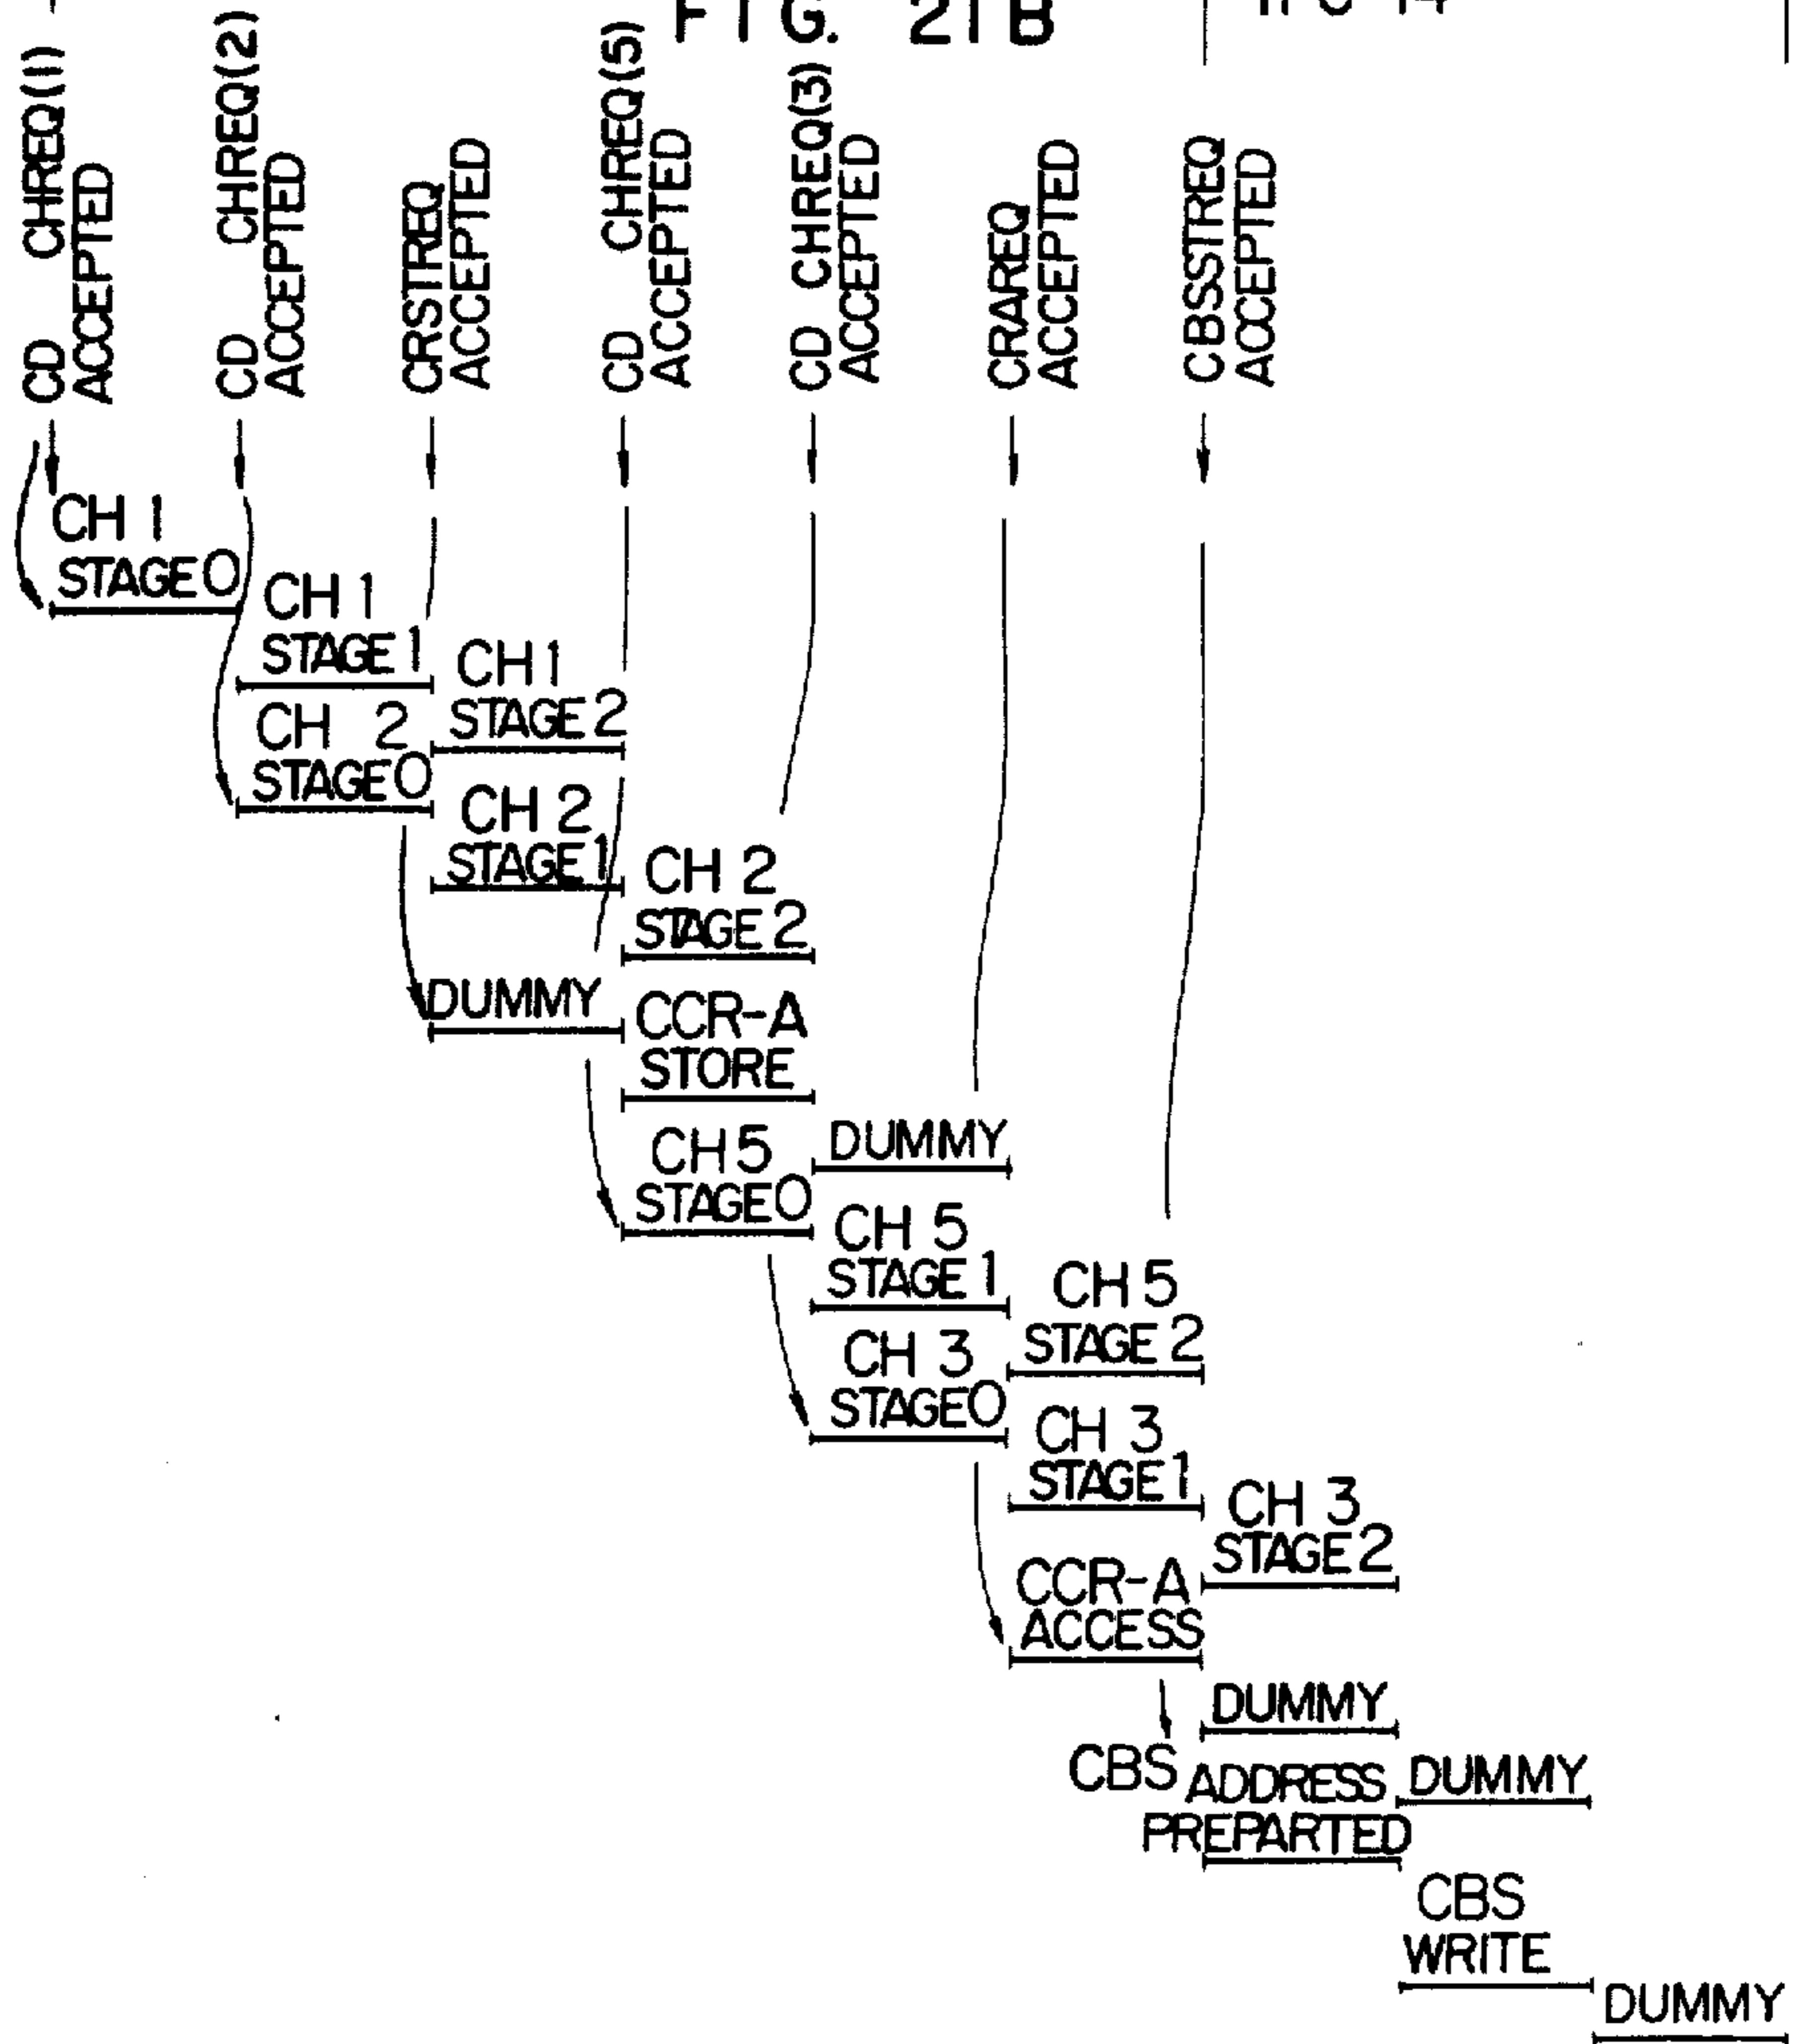 FIG. 21B
CD CHREQ(1)
ACCEPTED
CD CHREQ(2)
ACCEPTED
CRSTREQ
ACCEPTED
CD CHREQ(5)
ACCEPTED
CD CHREQ(3)
ACCEPTED
CRAREQ
ACCEPTED
CBSSTREQ
ACCEPTED
CH 1
STAGE 0
CH 1
STAGE 1
CH 1
STAGE 2
CH 2
STAGE 0
CH 2
STAGE 1
CH 2
STAGE 2
DUMMY
CCR-A
STORE
CH 5
STAGE 0
DUMMY
CH 5
STAGE 1
CH 5
STAGE 2
CH 3
STAGE 0
CH 3
STAGE 1
CH 3
STAGE 2
CCR-A
ACCESS
DUMMY
CBS ADDRESS
PREPARTED
DUMMY
CBS
WRITE
DUMMY